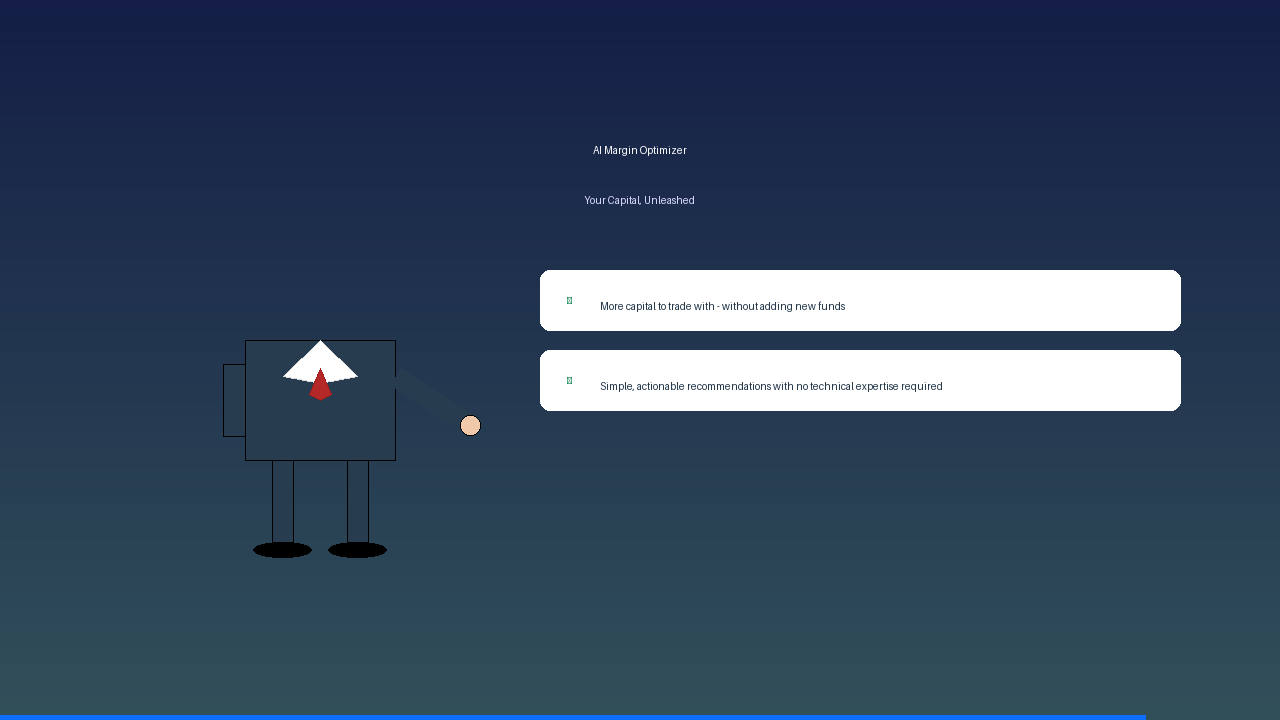 AI Margin Optimizer
Your Capital, Unleashed
More capital to trade with - without adding new funds
Simple, actionable recommendations with no technical expertise required